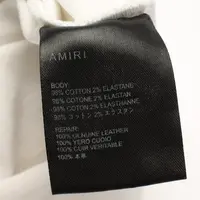 AMIRI
BODY:
98% COTTON 2% ELASTANE
98% COTONE 2% ELASTAN
98% COTON 2% ELASTHANNE
98% コットン 2% エラスタン
REPAIR:
100% GENUINE LEATHER
100% VERO CUOIO
100% CUIR VERITABLE
100% 本革